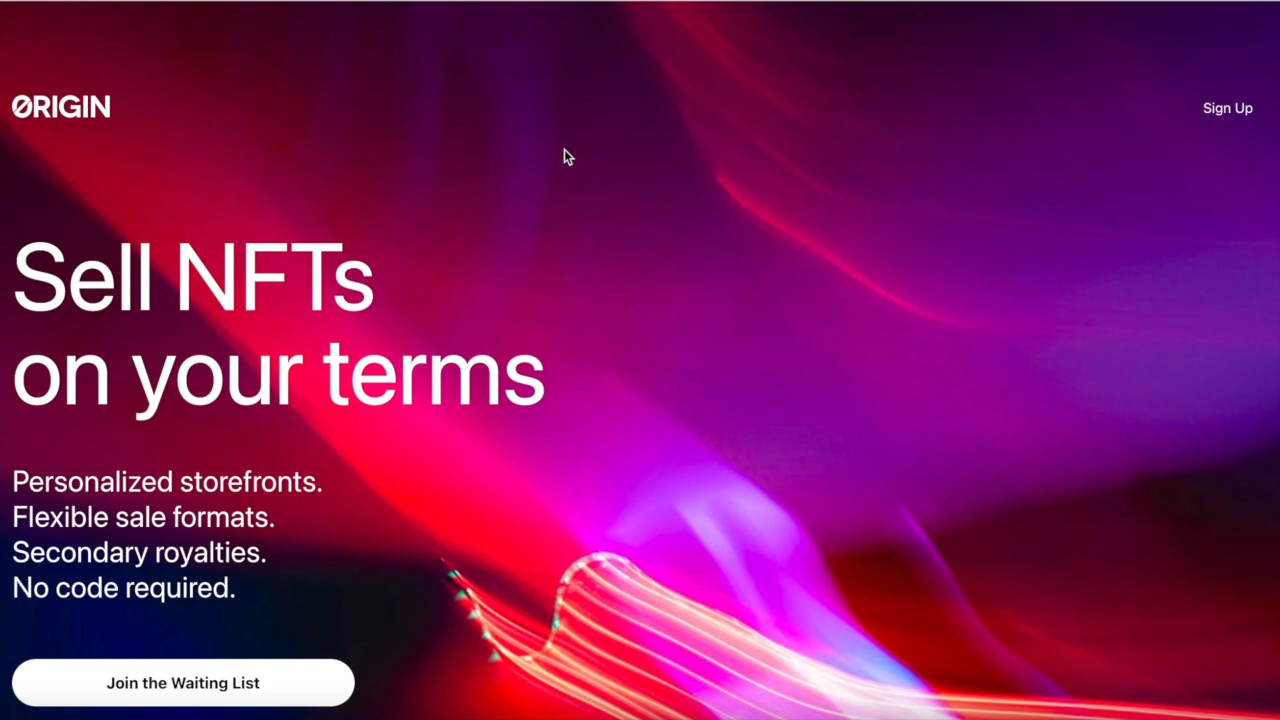 ØRIGIN
Sign Up
Sell NFTs
on your terms
Personalized storefronts.
Flexible sale formats.
Secondary royalties.
No code required.
Join the Waiting List